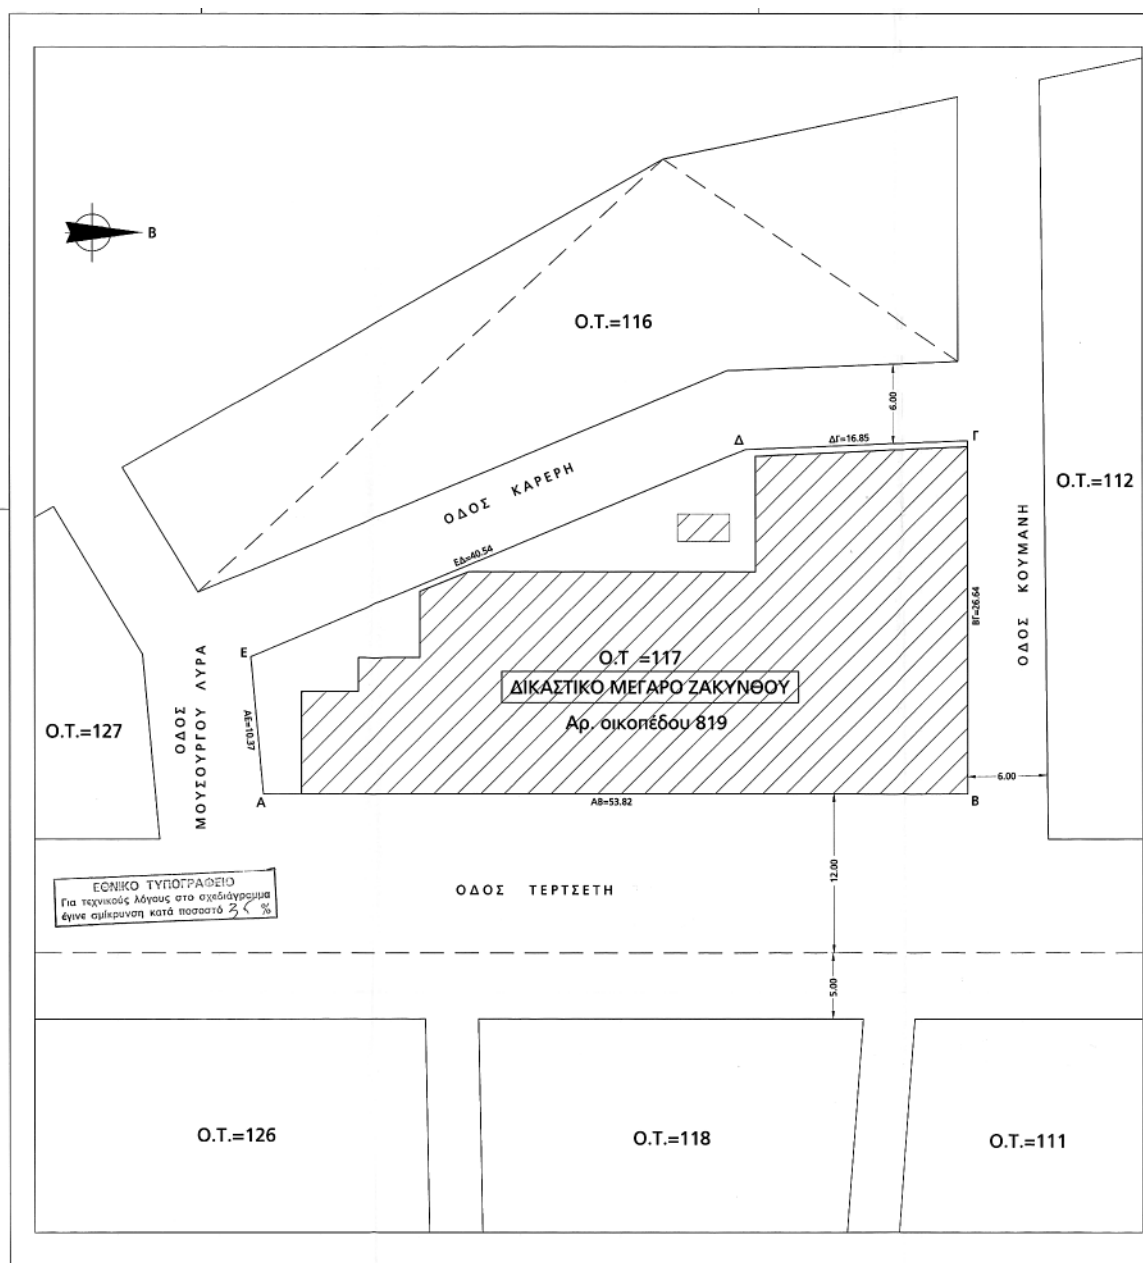 Β
Ο.Τ.=116
6.00
Δ
ΔΓ=16.85
Γ
ΟΔΟΣ ΚΑΡΕΡΗ
Ο.Τ.=112
ΕΔ=40.54
ΟΔΟΣ ΚΟΥΜΑΝΗ
ΒΓ=26.64
Ε
Ο.Τ =117
ΔΙΚΑΣΤΙΚΟ ΜΕΓΑΡΟ ΖΑΚΥΝΘΟΥ
Αρ. οικοπέδου 819
Ο.Τ.=127
ΟΔΟΣ
ΜΟΥΣΟΥΡΓΟΥ ΛΥΡΑ
ΑΕ=10.37
6.00
Α
ΑΒ=53.82
Β
12.00
ΕΘΝΙΚΟ ΤΥΠΟΓΡΑΦΕΙΟ
Για τεχνικούς λόγους στο σχεδιάγραμμα
έγινε σμίκρυνση κατά ποσοστό 35 %
ΟΔΟΣ ΤΕΡΤΣΕΤΗ
5.00
Ο.Τ.=126
Ο.Τ.=118
Ο.Τ.=111